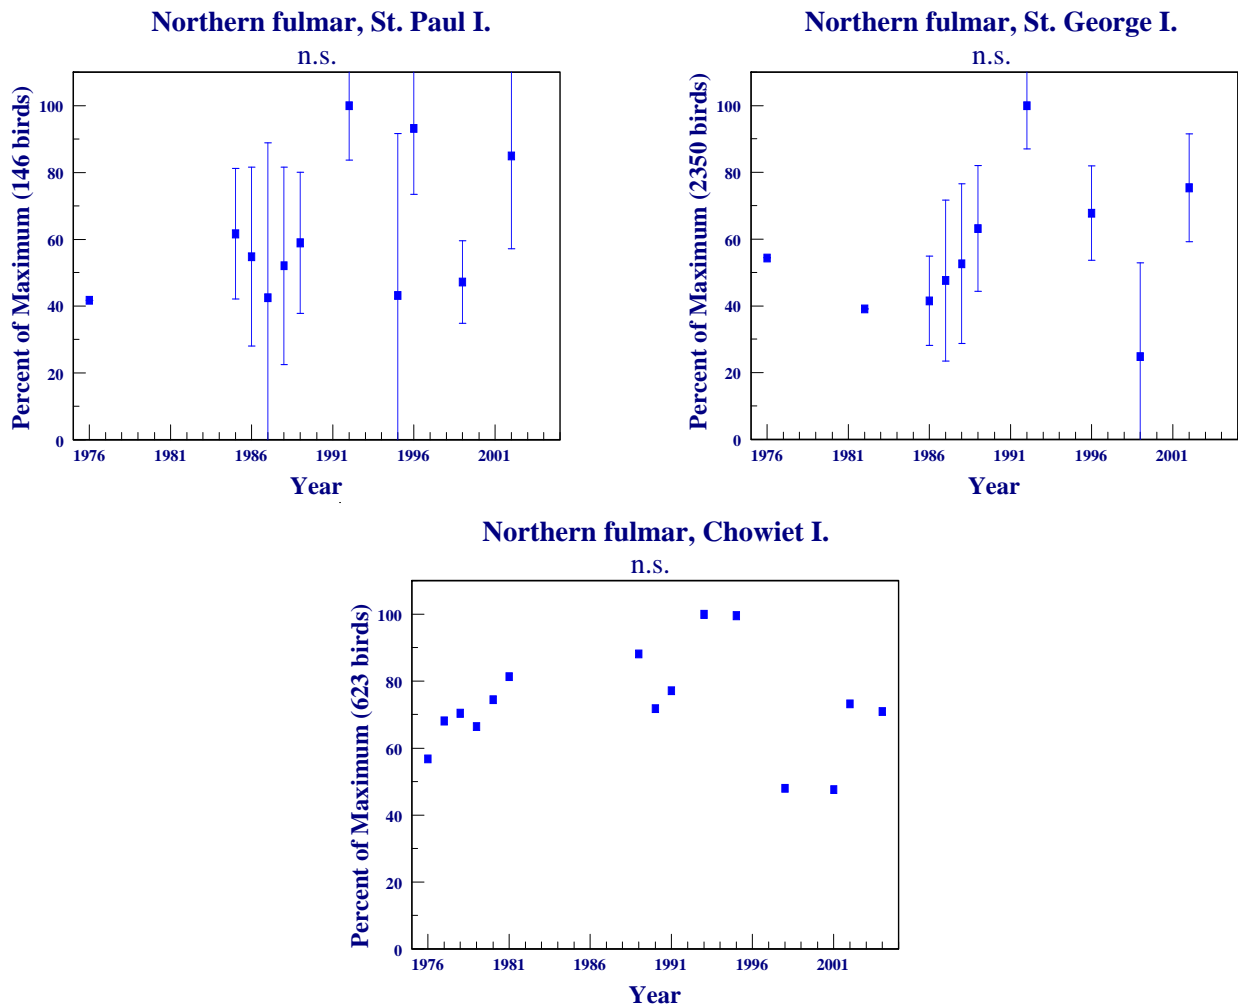 Northern fulmar, St. Paul I.
n.s.
Percent of Maximum (146 birds)
100
80
60
40
20
0
1976 1981 1986 1991 1996 2001
Year
Northern fulmar, St. George I.
n.s.
Percent of Maximum (2350 birds)
100
80
60
40
20
0
1976 1981 1986 1991 1996 2001
Year
Northern fulmar, Chowiet I.
n.s.
Percent of Maximum (623 birds)
100
80
60
40
20
0
1976 1981 1986 1991 1996 2001
Year